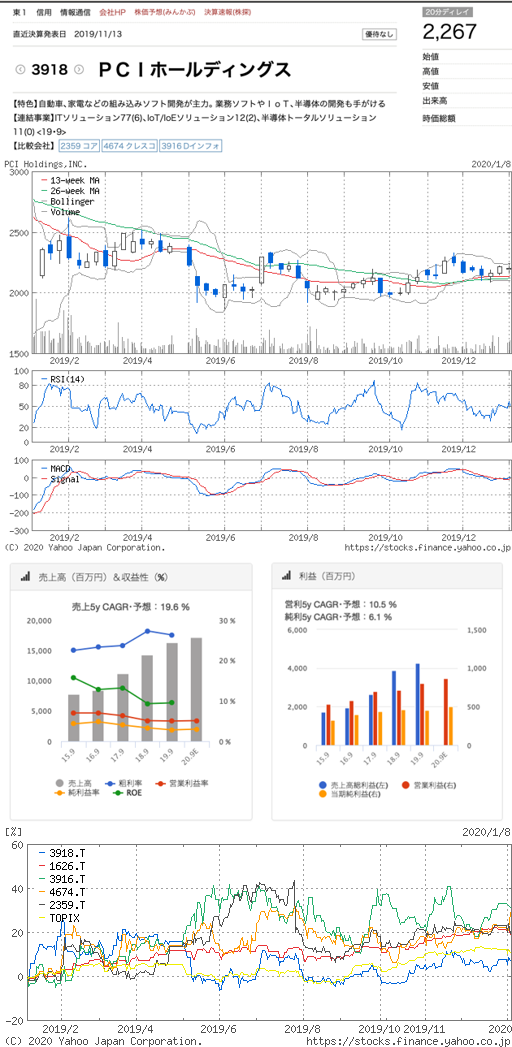 東1 信用 情報通信 会社HP 株価予想(みんかぶ) 決算速報(株探)
20分ディレイ
直近決算発表日 2019/11/13
優待なし
2,267
3918
PCIホールディングス
始値
高値
安値
出来高
時価総額
【特色】自動車、家電などの組み込みソフト開発が主力。業務ソフトやIoT、半導体の開発も手がける
【連結事業】ITソリューション77(6)、IoT/IoEソリューション12(2)、半導体トータルソリューション
11(0) <19・9>
【比較会社】 2359 コア 4674 クレスコ 3916 Dインフォ
PCI Holdings,INC.
2020/1/8
3000
13-week MA
26-week MA
Bollinger
Volume
2500
2000
1500
2019/2 2019/4 2019/6 2019/8 2019/10 2019/12
100
RSI(14)
80
60
40
20
0
2019/2 2019/4 2019/6 2019/8 2019/10 2019/12
100
MACD
Signal
0
-100
-200
-300
2019/2 2019/4 2019/6 2019/8 2019/10 2019/12
(C) 2020 Yahoo Japan Corporation.
https://stocks.finance.yahoo.co.jp
売上高（百万円）&収益性（%）
売上5y CAGR・予想：19.6 %
20,000
15,000
10,000
5,000
0
30 %
20 %
10 %
0 %
15.9 16.9 17.9 18.9 19.9 20.9E
売上高 粗利率 営業利益率
純利益率 ROE
利益（百万円）
営利5y CAGR・予想：10.5 %
純利5y CAGR・予想：6.1 %
6,000
4,000
2,000
0
1,500
1,000
500
0
15.9 16.9 17.9 18.9 19.9 20.9E
売上高総利益(左) 営業利益(右)
当期純利益(右)
[%]
2020/1/8
60
3918.T
1626.T
3916.T
4674.T
2359.T
TOPIX
40
20
0
-20
2019/2 2019/4 2019/6 2019/8 2019/10 2019/11 2020
(C) 2020 Yahoo Japan Corporation.
https://stocks.finance.yahoo.co.jp